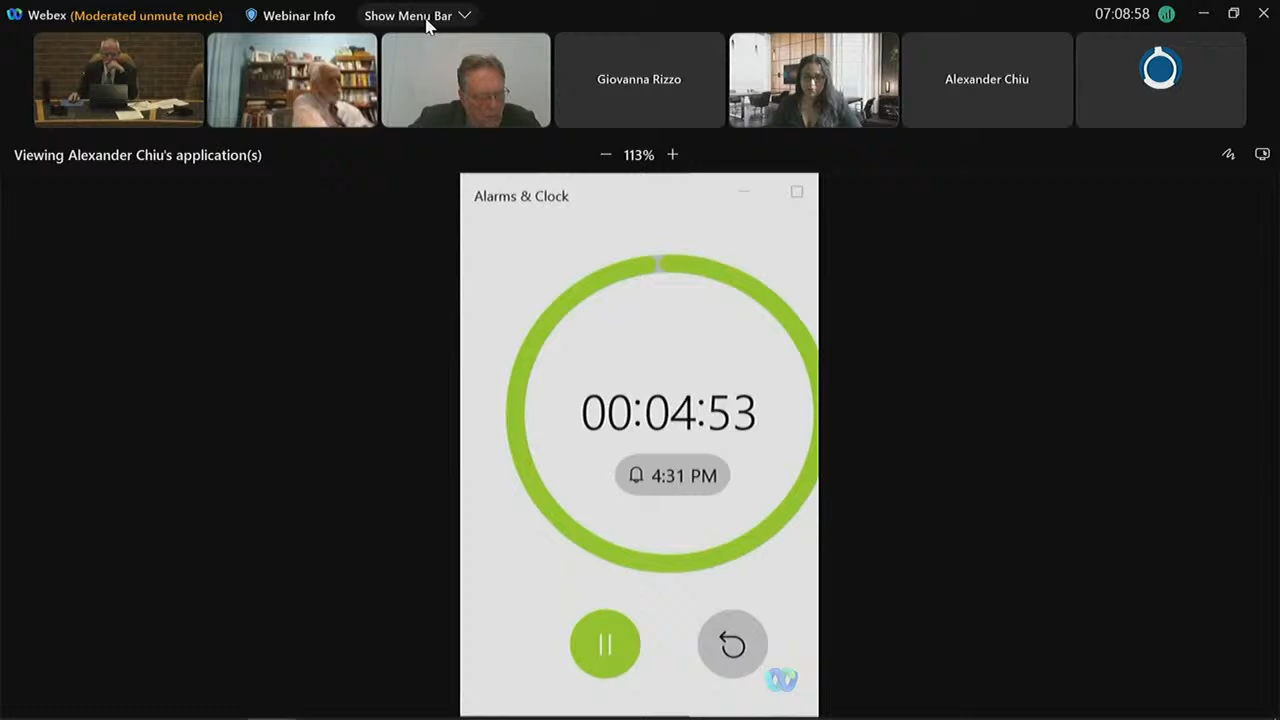 Webex (Moderated unmute mode) Webinar Info Show Menu Bar 07:08:58
Giovanna Rizzo
Alexander Chiu
Viewing Alexander Chiu's application(s) 113%
Alarms & Clock
00:04:53
4:31 PM